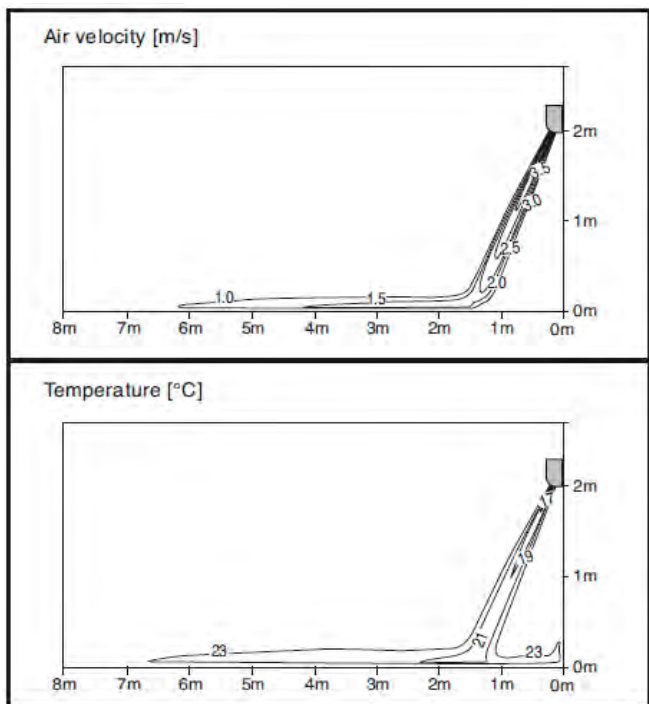 Air velocity [m/s]
2m
3.5
3.0
1m
2.5
2.0
1.0
1.5
0m
8m 7m 6m 5m 4m 3m 2m 1m 0m
Temperature [°C]
2m
17
19
1m
21
23
23
0m
8m 7m 6m 5m 4m 3m 2m 1m 0m